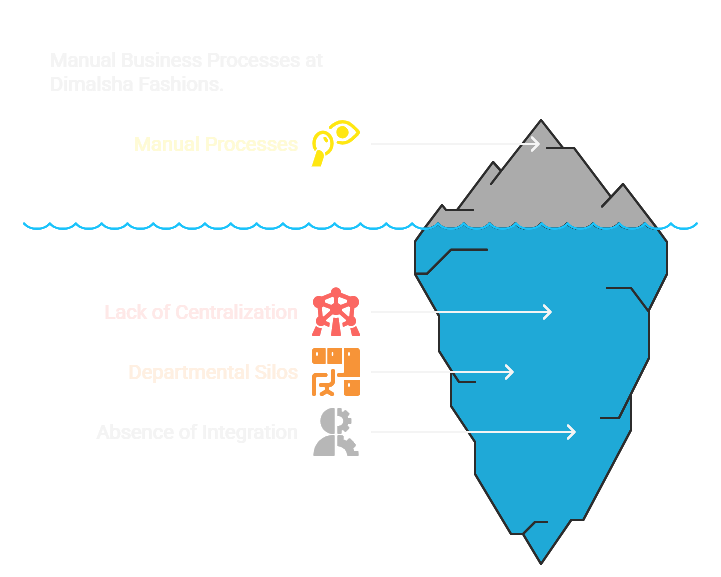 Manual Business Processes at
Dimalsha Fashions.
Manual Processes
Lack of Centralization
Departmental Silos
Absence of Integration